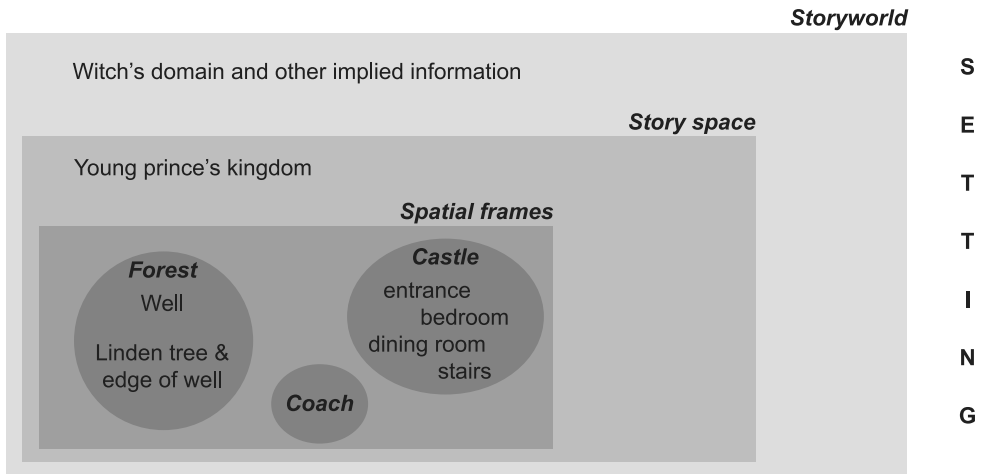 Storyworld
Witch’s domain and other implied information
Story space
Young prince’s kingdom
Spatial frames
Forest
Well
Linden tree &
edge of well
Coach
Castle
entrance
bedroom
dining room
stairs
S
E
T
T
I
N
G